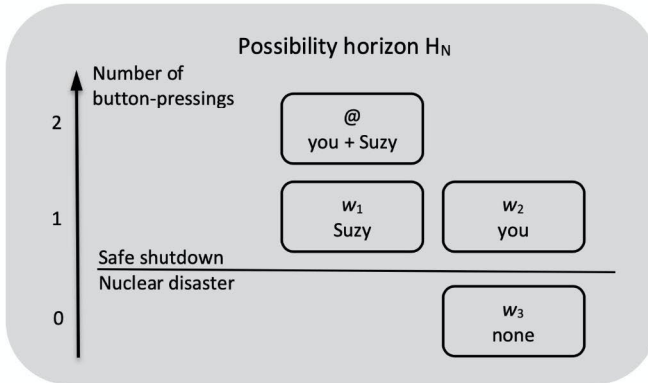 Possibility horizon HN
Number of
button-pressings
2
@
you + Suzy
1
w1
Suzy
w2
you
Safe shutdown
Nuclear disaster
0
w3
none